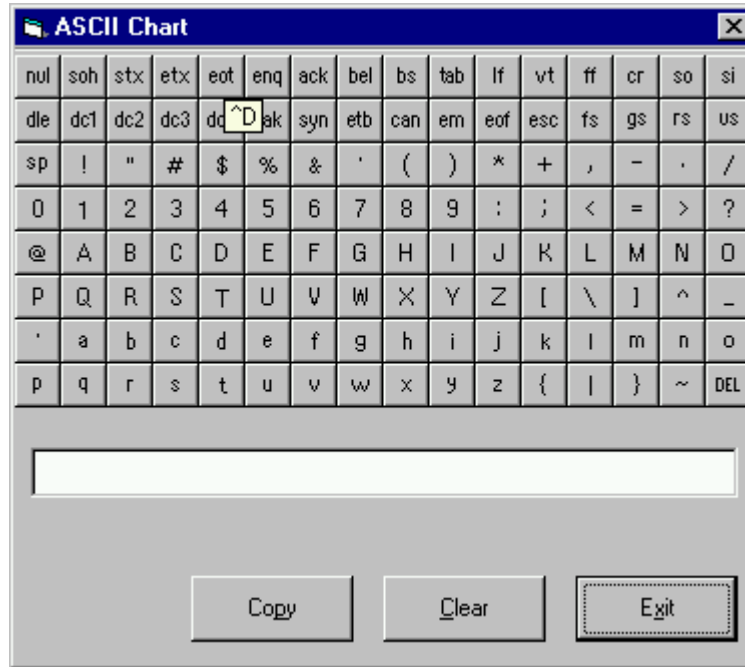 ASCII Chart
nul soh stx etx eot enq ack bel bs tab lf vt ff cr so si
dle dc1 dc2 dc3 ^D syn etb can em eof esc fs gs rs us
sp ! " # $ % & ' ( ) * + , - . /
0 1 2 3 4 5 6 7 8 9 : ; < = > ?
@ A B C D E F G H I J K L M N O
P Q R S T U V W X Y Z [ \ ] ^ _
' a b c d e f g h i j k l m n o
p q r s t u v w x y z { | } ~ DEL
Copy Clear Exit